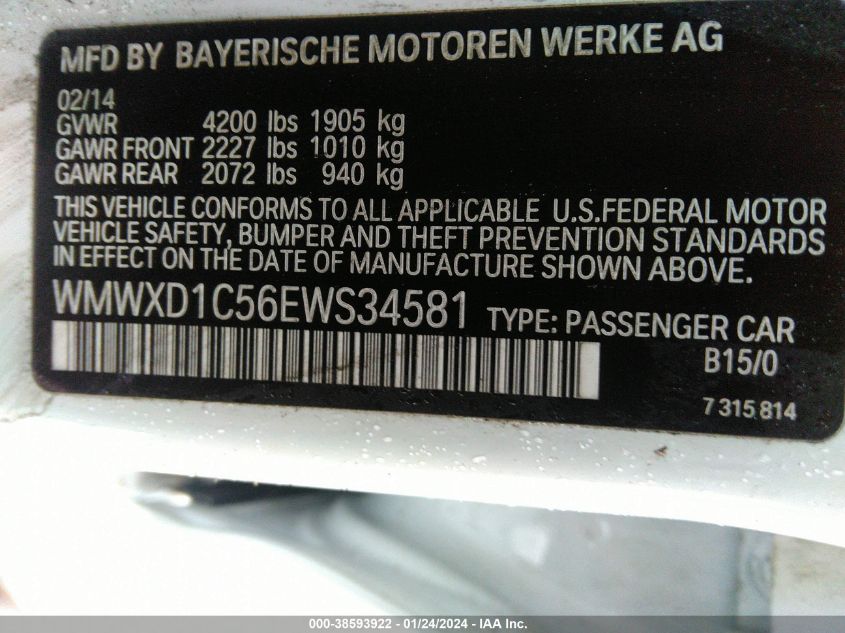 MFD BY BAYERISCHE MOTOREN WERKE AG
02/14
GVWR 4200 lbs 1905 kg
GAWR FRONT 2227 lbs 1010 kg
GAWR REAR 2072 lbs 940 kg
THIS VEHICLE CONFORMS TO ALL APPLICABLE U.S.FEDERAL MOTOR
VEHICLE SAFETY, BUMPER AND THEFT PREVENTION STANDARDS
IN EFFECT ON THE DATE OF MANUFACTURE SHOWN ABOVE.
WMWXD1C56EWS34581 TYPE: PASSENGER CAR
B15/0
7 315 814
000-38593922 - 01/24/2024 - IAA Inc.